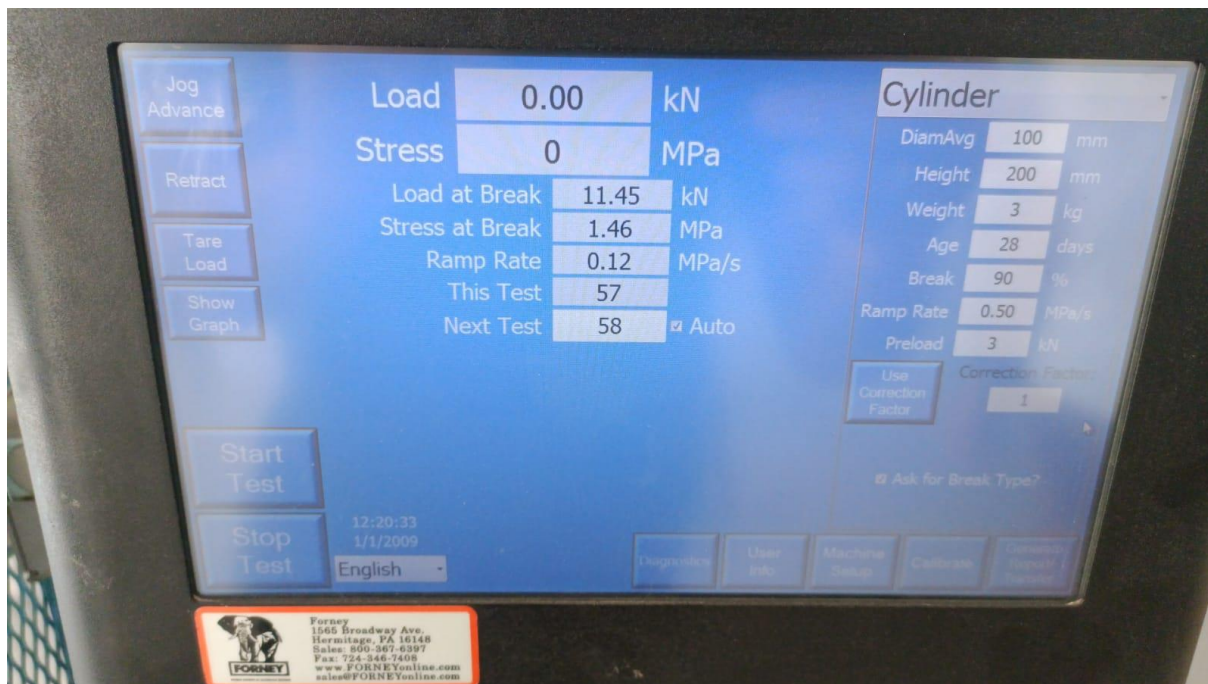 Jog
Advance
Retract
Tare
Load
Show
Graph
Load 0.00 kN
Stress 0 MPa
Load at Break 11.45 kN
Stress at Break 1.46 MPa
Ramp Rate 0.12 MPa/s
This Test 57
Next Test 58 Auto
Cylinder
DiamAvg 100 mm
Height 200 mm
Weight 3 kg
Age 28 days
Break 90 %
Ramp Rate 0.50 MPa/s
Preload 3 kN
Use
Correction
Factor
Correction Factor:
1
Ask for Break Type?
Start
Test
Stop
Test
12:20:33
1/1/2009
English
Diagnostics
User
Info
Machine
Setup
Calibrate
FORNEY
Forney
1565 Broadway Ave.
Hermitage, PA 16148
Sales: 800-367-6397
Fax: 724-346-7408
www.FORNEYonline.com
sales@FORNEYonline.com